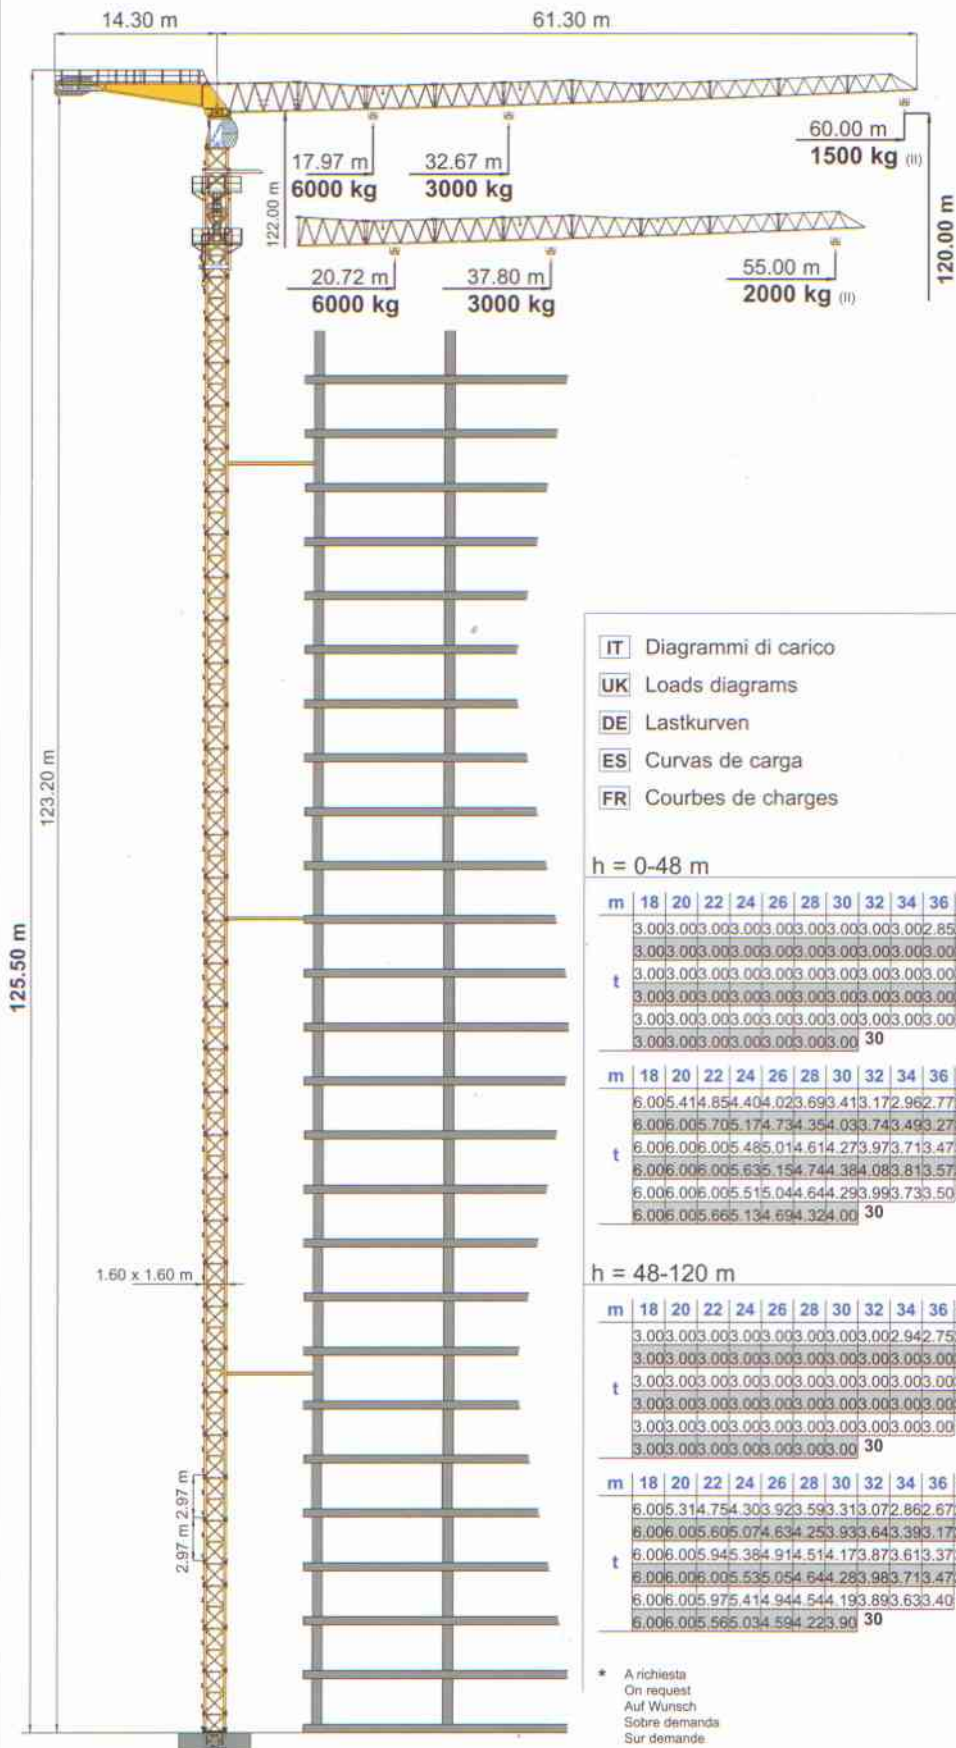 14.30 m
61.30 m
17.97 m
6000 kg
32.67 m
3000 kg
60.00 m
1500 kg (II)
122.00 m
120.00 m
20.72 m
6000 kg
37.80 m
3000 kg
55.00 m
2000 kg (II)
123.20 m
125.50 m
1.60 x 1.60 m
2.97 m 2.97 m
IT Diagrammi di carico
UK Loads diagrams
DE Lastkurven
ES Curvas de carga
FR Courbes de charges
h = 0-48 m
m 18 20 22 24 26 28 30 32 34 36
3.00 3.00 3.00 3.00 3.00 3.00 3.00 3.00 3.00 2.85
3.00 3.00 3.00 3.00 3.00 3.00 3.00 3.00 3.00 3.00
t 3.00 3.00 3.00 3.00 3.00 3.00 3.00 3.00 3.00 3.00
3.00 3.00 3.00 3.00 3.00 3.00 3.00 3.00 3.00 3.00
3.00 3.00 3.00 3.00 3.00 3.00 3.00 3.00 3.00 3.00
3.00 3.00 3.00 3.00 3.00 3.00 3.00 30
m 18 20 22 24 26 28 30 32 34 36
6.00 5.41 4.85 4.40 4.02 3.69 3.41 3.17 2.96 2.77
6.00 6.00 5.70 5.17 4.73 4.35 4.03 3.74 3.49 3.27
t 6.00 6.00 6.00 5.48 5.01 4.61 4.27 3.97 3.71 3.47
6.00 6.00 6.00 5.63 5.15 4.74 4.38 4.08 3.81 3.57
6.00 6.00 6.00 5.51 5.04 4.64 4.29 3.99 3.73 3.50
6.00 6.00 5.66 5.13 4.69 4.32 4.00 30
h = 48-120 m
m 18 20 22 24 26 28 30 32 34 36
3.00 3.00 3.00 3.00 3.00 3.00 3.00 3.00 2.94 2.75
3.00 3.00 3.00 3.00 3.00 3.00 3.00 3.00 3.00 3.00
t 3.00 3.00 3.00 3.00 3.00 3.00 3.00 3.00 3.00 3.00
3.00 3.00 3.00 3.00 3.00 3.00 3.00 3.00 3.00 3.00
3.00 3.00 3.00 3.00 3.00 3.00 3.00 3.00 3.00 3.00
3.00 3.00 3.00 3.00 3.00 3.00 3.00 30
m 18 20 22 24 26 28 30 32 34 36
6.00 5.31 4.75 4.30 3.92 3.59 3.31 3.07 2.86 2.67
6.00 6.00 5.60 5.07 4.63 4.25 3.93 3.64 3.39 3.17
t 6.00 6.00 5.94 5.38 4.91 4.51 4.17 3.87 3.61 3.37
6.00 6.00 6.00 5.53 5.05 4.64 4.28 3.98 3.71 3.47
6.00 6.00 5.97 5.41 4.94 4.54 4.19 3.89 3.63 3.40
6.00 6.00 5.56 5.03 4.59 4.22 3.90 30
* A richiesta
On request
Auf Wunsch
Sobre demanda
Sur demande